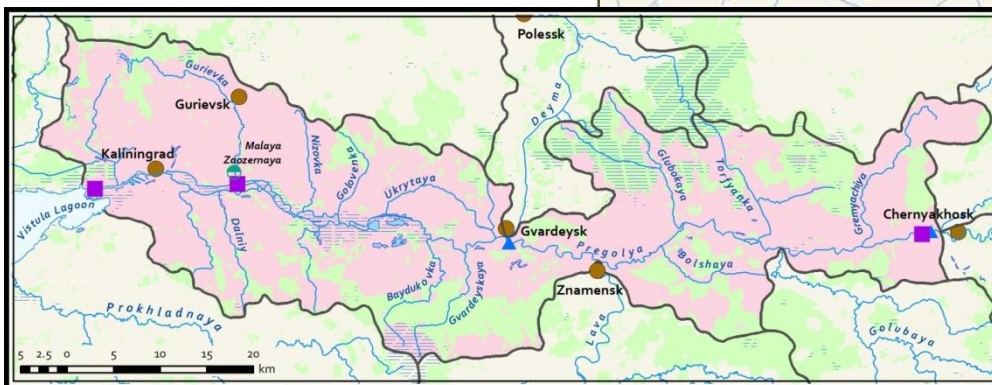 Polessk
Gurievka
Gurievsk
Deyma
Malaya
Zaozernaya
Nizovka
Golovenka
Kaliningrad
Ukrytaya
Glubokaya
Torfyanka
Gremyachiya
Chernyakhosk
Vistula Lagoon
Dalniy
Gvardeysk
Pregolya
Bolshaya
Baydukovka
Gvardeyskaya
Znamensk
Prokhladnaya
Lava
Golubaya
5 2.5 0 5 10 15 20
km